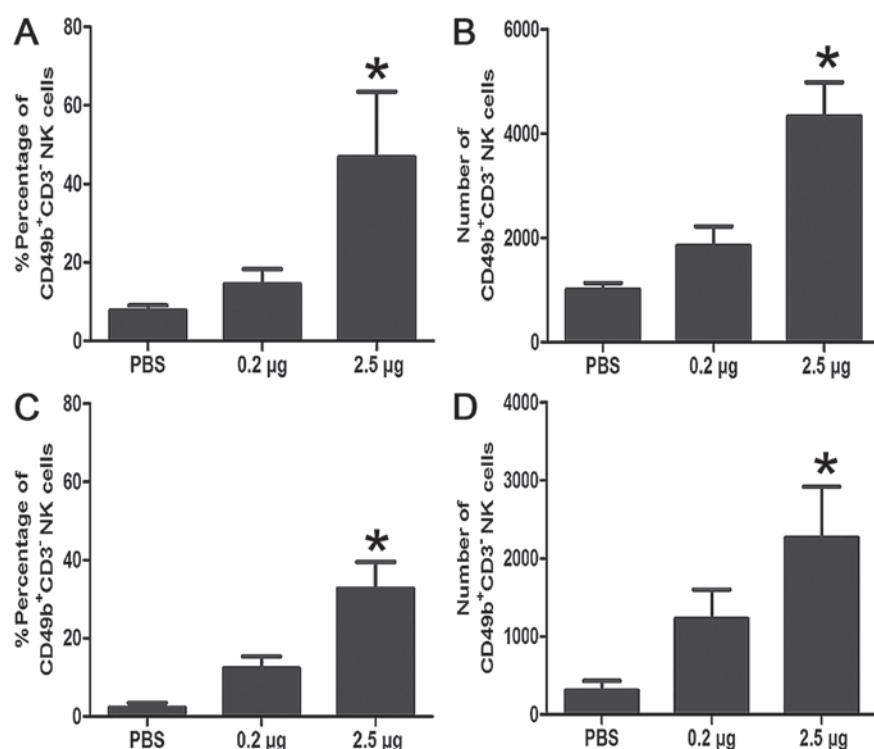 A
%Percentage of
CD49b⁺CD3⁻ NK cells
80
60
40
20
0
*
PBS 0.2 µg 2.5 µg
B
Number of
CD49b⁺CD3⁻ NK cells
6000
4000
2000
0
*
PBS 0.2 µg 2.5 µg
C
%Percentage of
CD49b⁺CD3⁻ NK cells
80
60
40
20
0
*
PBS 0.2 µg 2.5 µg
D
Number of
CD49b⁺CD3⁻ NK cells
4000
3000
2000
1000
0
*
PBS 0.2 µg 2.5 µg